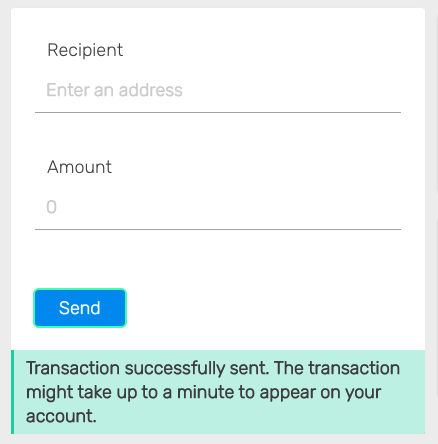 Recipient
Enter an address
Amount
0
Send
Transaction successfully sent. The transaction
might take up to a minute to appear on your
account.